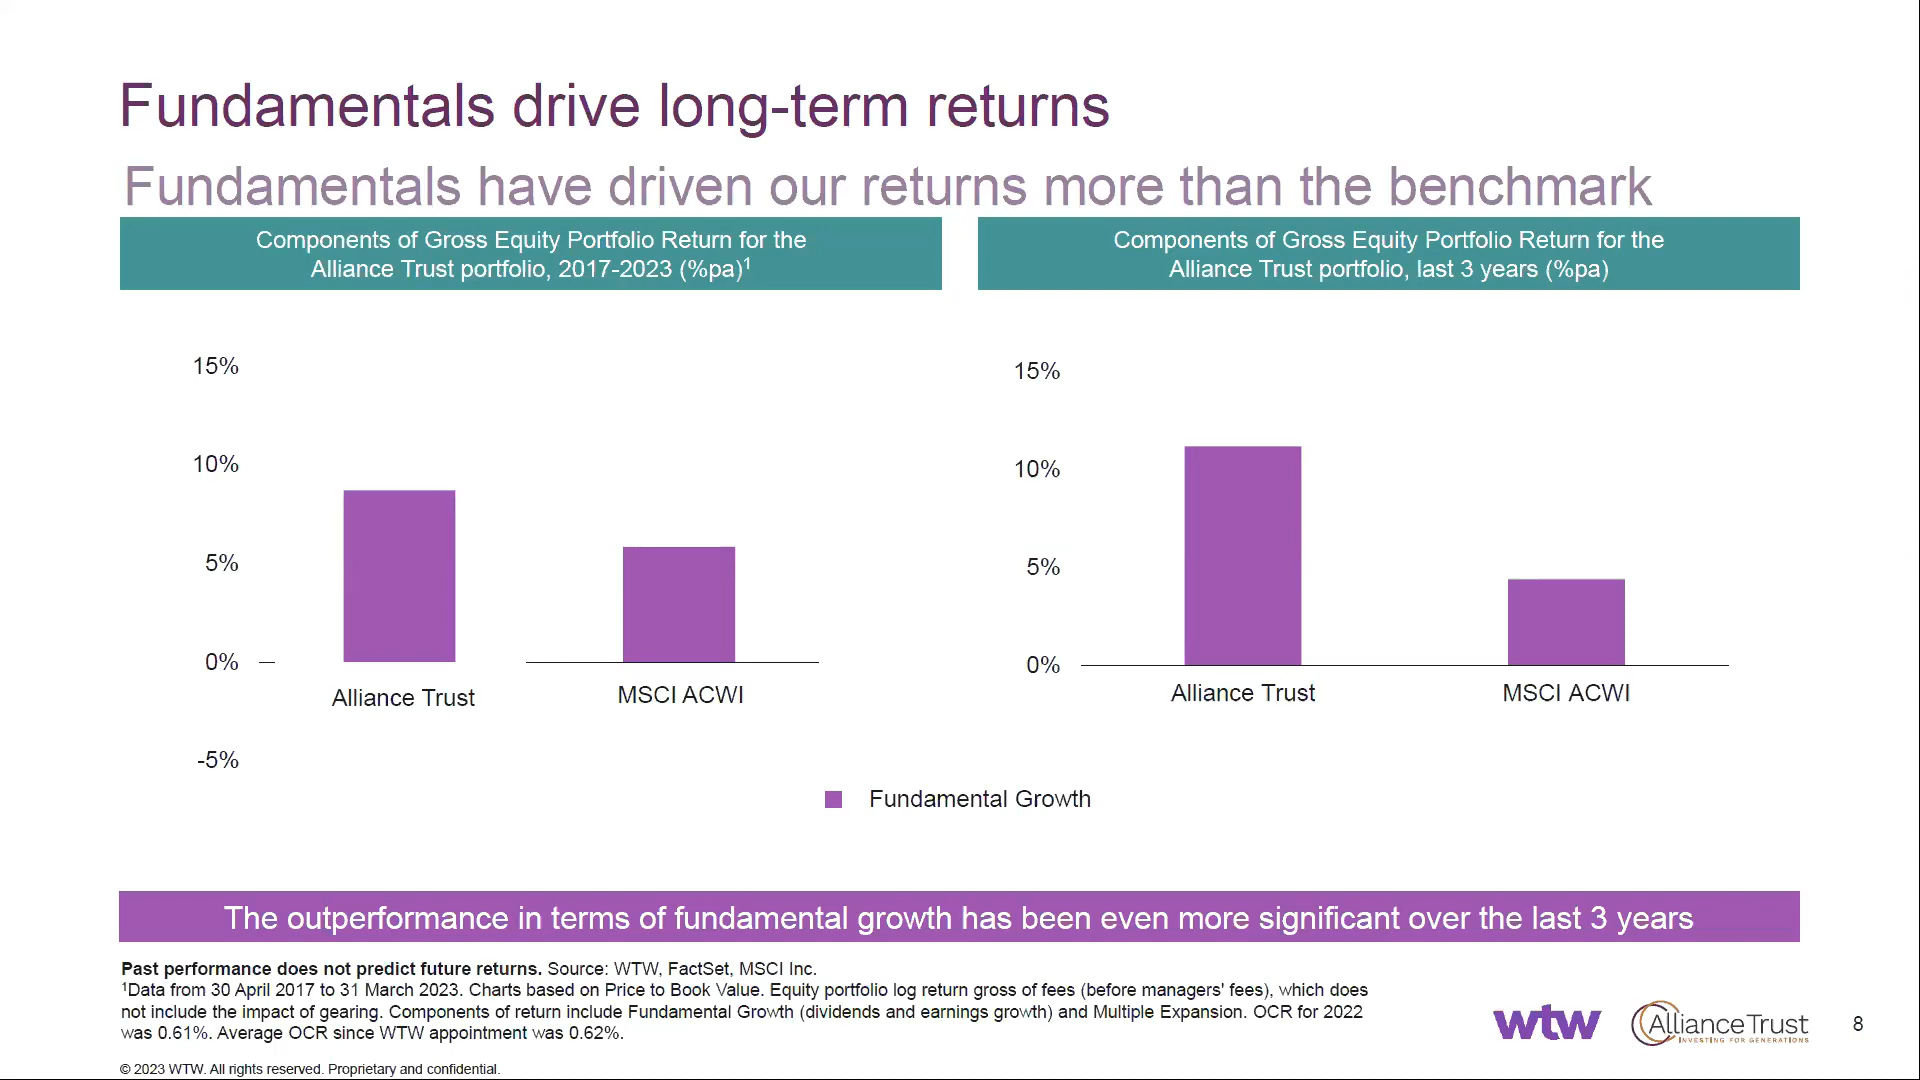 Fundamentals drive long-term returns
Fundamentals have driven our returns more than the benchmark
Components of Gross Equity Portfolio Return for the
Alliance Trust portfolio, 2017-2023 (%pa)¹
15%
10%
5%
0%
-5%
Alliance Trust
MSCI ACWI
Components of Gross Equity Portfolio Return for the
Alliance Trust portfolio, last 3 years (%pa)
15%
10%
5%
0%
Alliance Trust
MSCI ACWI
Fundamental Growth
The outperformance in terms of fundamental growth has been even more significant over the last 3 years
Past performance does not predict future returns. Source: WTW, FactSet, MSCI Inc.
¹Data from 30 April 2017 to 31 March 2023. Charts based on Price to Book Value. Equity portfolio log return gross of fees (before managers' fees), which does
not include the impact of gearing. Components of return include Fundamental Growth (dividends and earnings growth) and Multiple Expansion. OCR for 2022
was 0.61%. Average OCR since WTW appointment was 0.62%.
© 2023 WTW. All rights reserved. Proprietary and confidential.
wtw
Alliance Trust
INVESTING FOR GENERATIONS
8